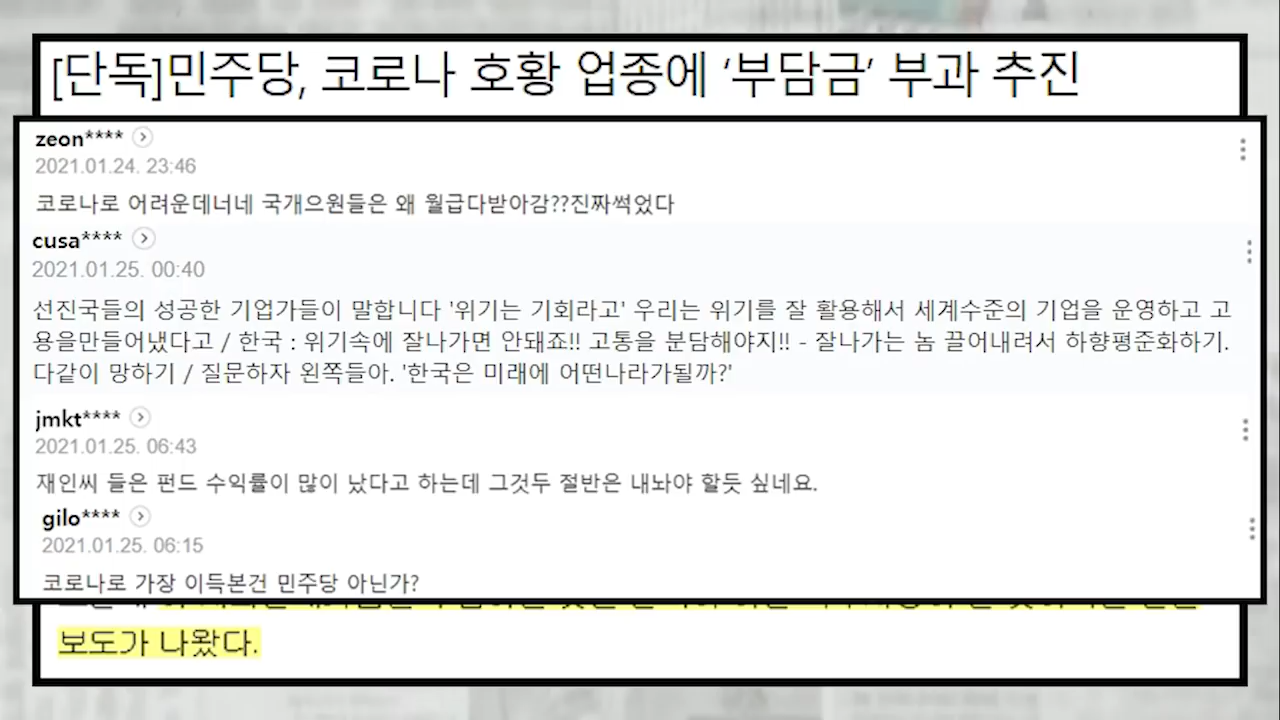 [단독]민주당, 코로나 호황 업종에 ‘부담금’ 부과 추진
zeon****
2021.01.24. 23:46
코로나로 어려운데너네 국개으원들은 왜 월급다받아감??진짜썩었다
cusa****
2021.01.25. 00:40
선진국들의 성공한 기업가들이 말합니다 '위기는 기회라고' 우리는 위기를 잘 활용해서 세계수준의 기업을 운영하고 고
용을만들어냈다고 / 한국 : 위기속에 잘나가면 안돼죠!! 고통을 분담해야지!! - 잘나가는 놈 끌어내려서 하향평준화하기.
다같이 망하기 / 질문하자 왼쪽들아. '한국은 미래에 어떤나라가될까?'
jmkt****
2021.01.25. 06:43
재인씨 들은 펀드 수익률이 많이 났다고 하는데 그것두 절반은 내놔야 할듯 싶네요.
gilo****
2021.01.25. 06:15
코로나로 가장 이득본건 민주당 아닌가?
보도가 나왔다.